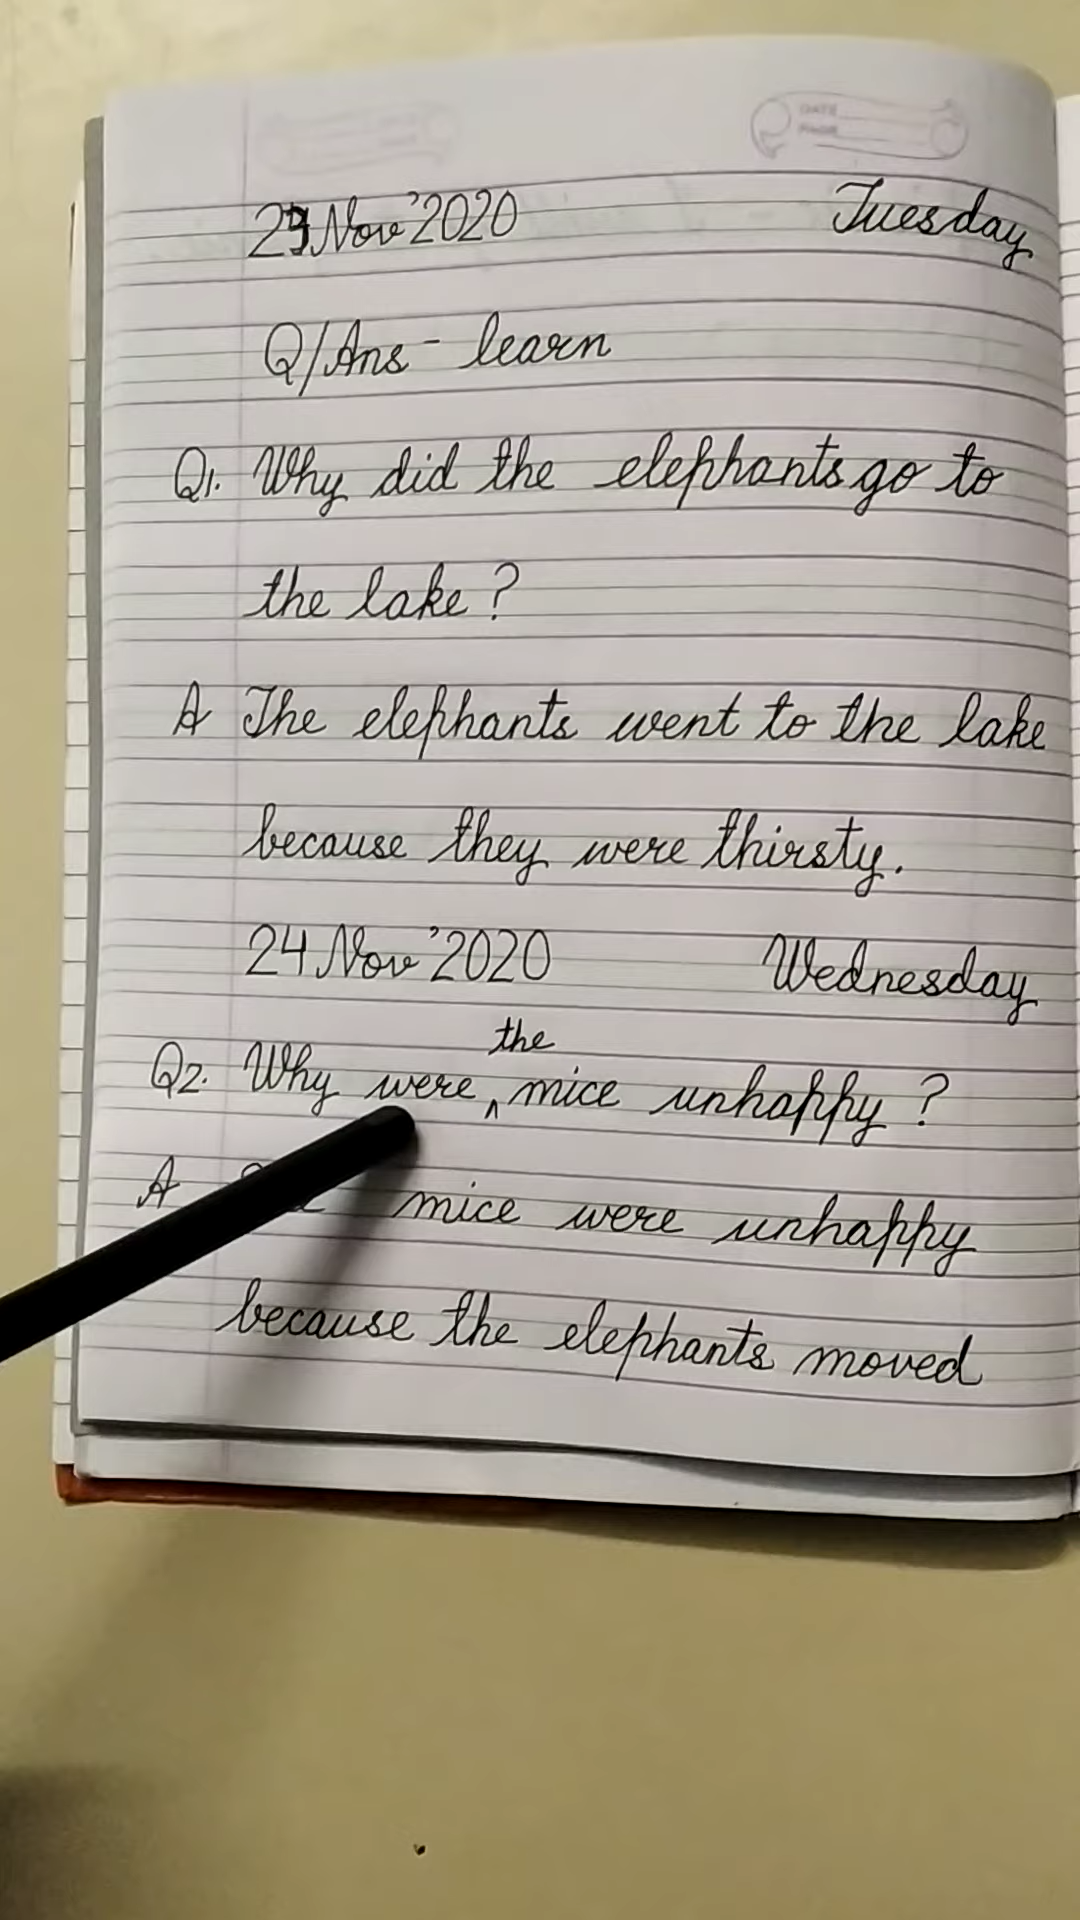 Nov'2020 Tuesday
Q/Ans - learn
Q1. Why did the elephants go to
the lake?
A The elephants went to the lake
because they were thirsty.
24 Nov'2020 Wednesday
the
Q2. Why were ^ mice unhappy?
A mice were unhappy
because the elephants moved